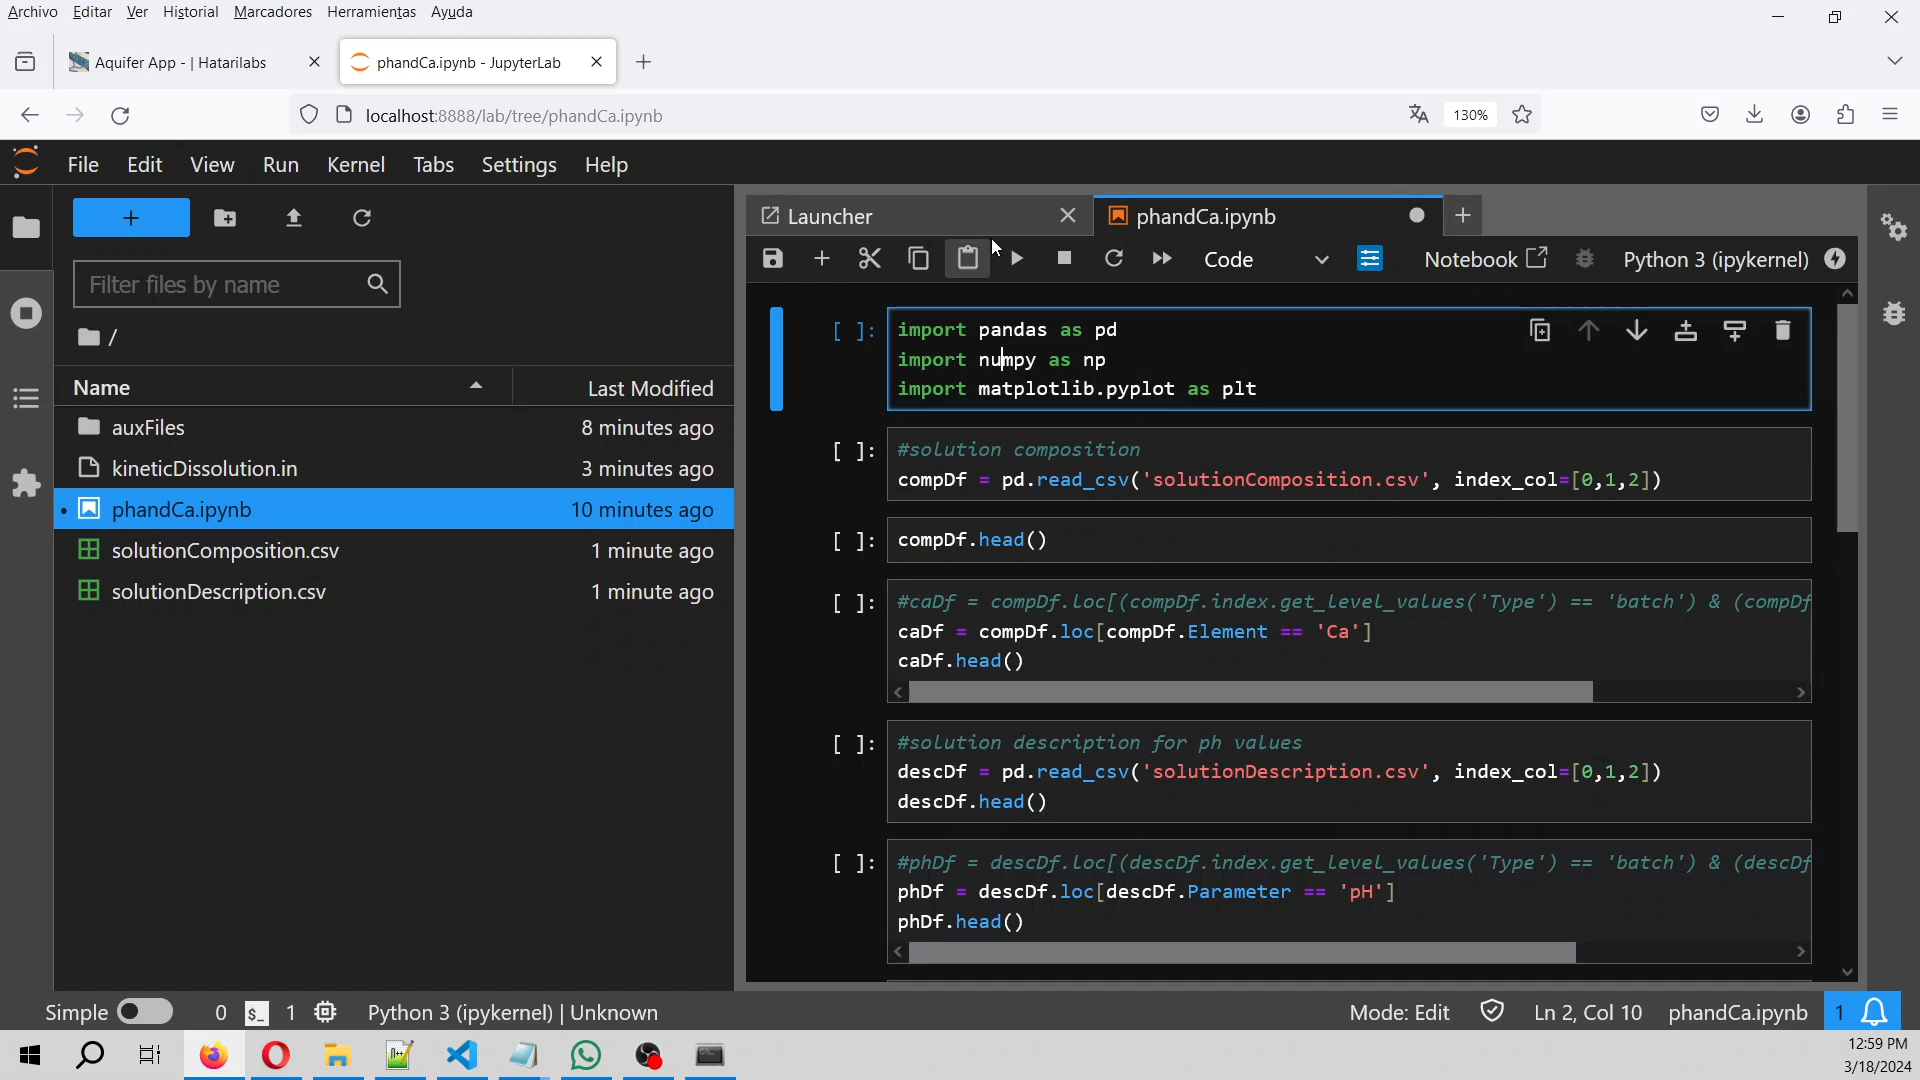 Archivo Editar Ver Historial Marcadores Herramientas Ayuda
Aquifer App - | Hatarilabs
phandCa.ipynb - JupyterLab
localhost:8888/lab/tree/phandCa.ipynb
130%
File Edit View Run Kernel Tabs Settings Help
Launcher
phandCa.ipynb
Code
Notebook
Python 3 (ipykernel)
Filter files by name
/
Name Last Modified
auxFiles 8 minutes ago
kineticDissolution.in 3 minutes ago
phandCa.ipynb 10 minutes ago
solutionComposition.csv 1 minute ago
solutionDescription.csv 1 minute ago
[ ]: import pandas as pd
import numpy as np
import matplotlib.pyplot as plt
[ ]: #solution composition
compDf = pd.read_csv('solutionComposition.csv', index_col=[0,1,2])
[ ]: compDf.head()
[ ]: #caDf = compDf.loc[(compDf.index.get_level_values('Type') == 'batch') & (compDf
caDf = compDf.loc[compDf.Element == 'Ca']
caDf.head()
[ ]: #solution description for ph values
descDf = pd.read_csv('solutionDescription.csv', index_col=[0,1,2])
descDf.head()
[ ]: #phDf = descDf.loc[(descDf.index.get_level_values('Type') == 'batch') & (descDf
phDf = descDf.loc[descDf.Parameter == 'pH']
phDf.head()
Simple 0 $_ 1 Python 3 (ipykernel) | Unknown
Mode: Edit Ln 2, Col 10 phandCa.ipynb 1
12:59 PM
3/18/2024